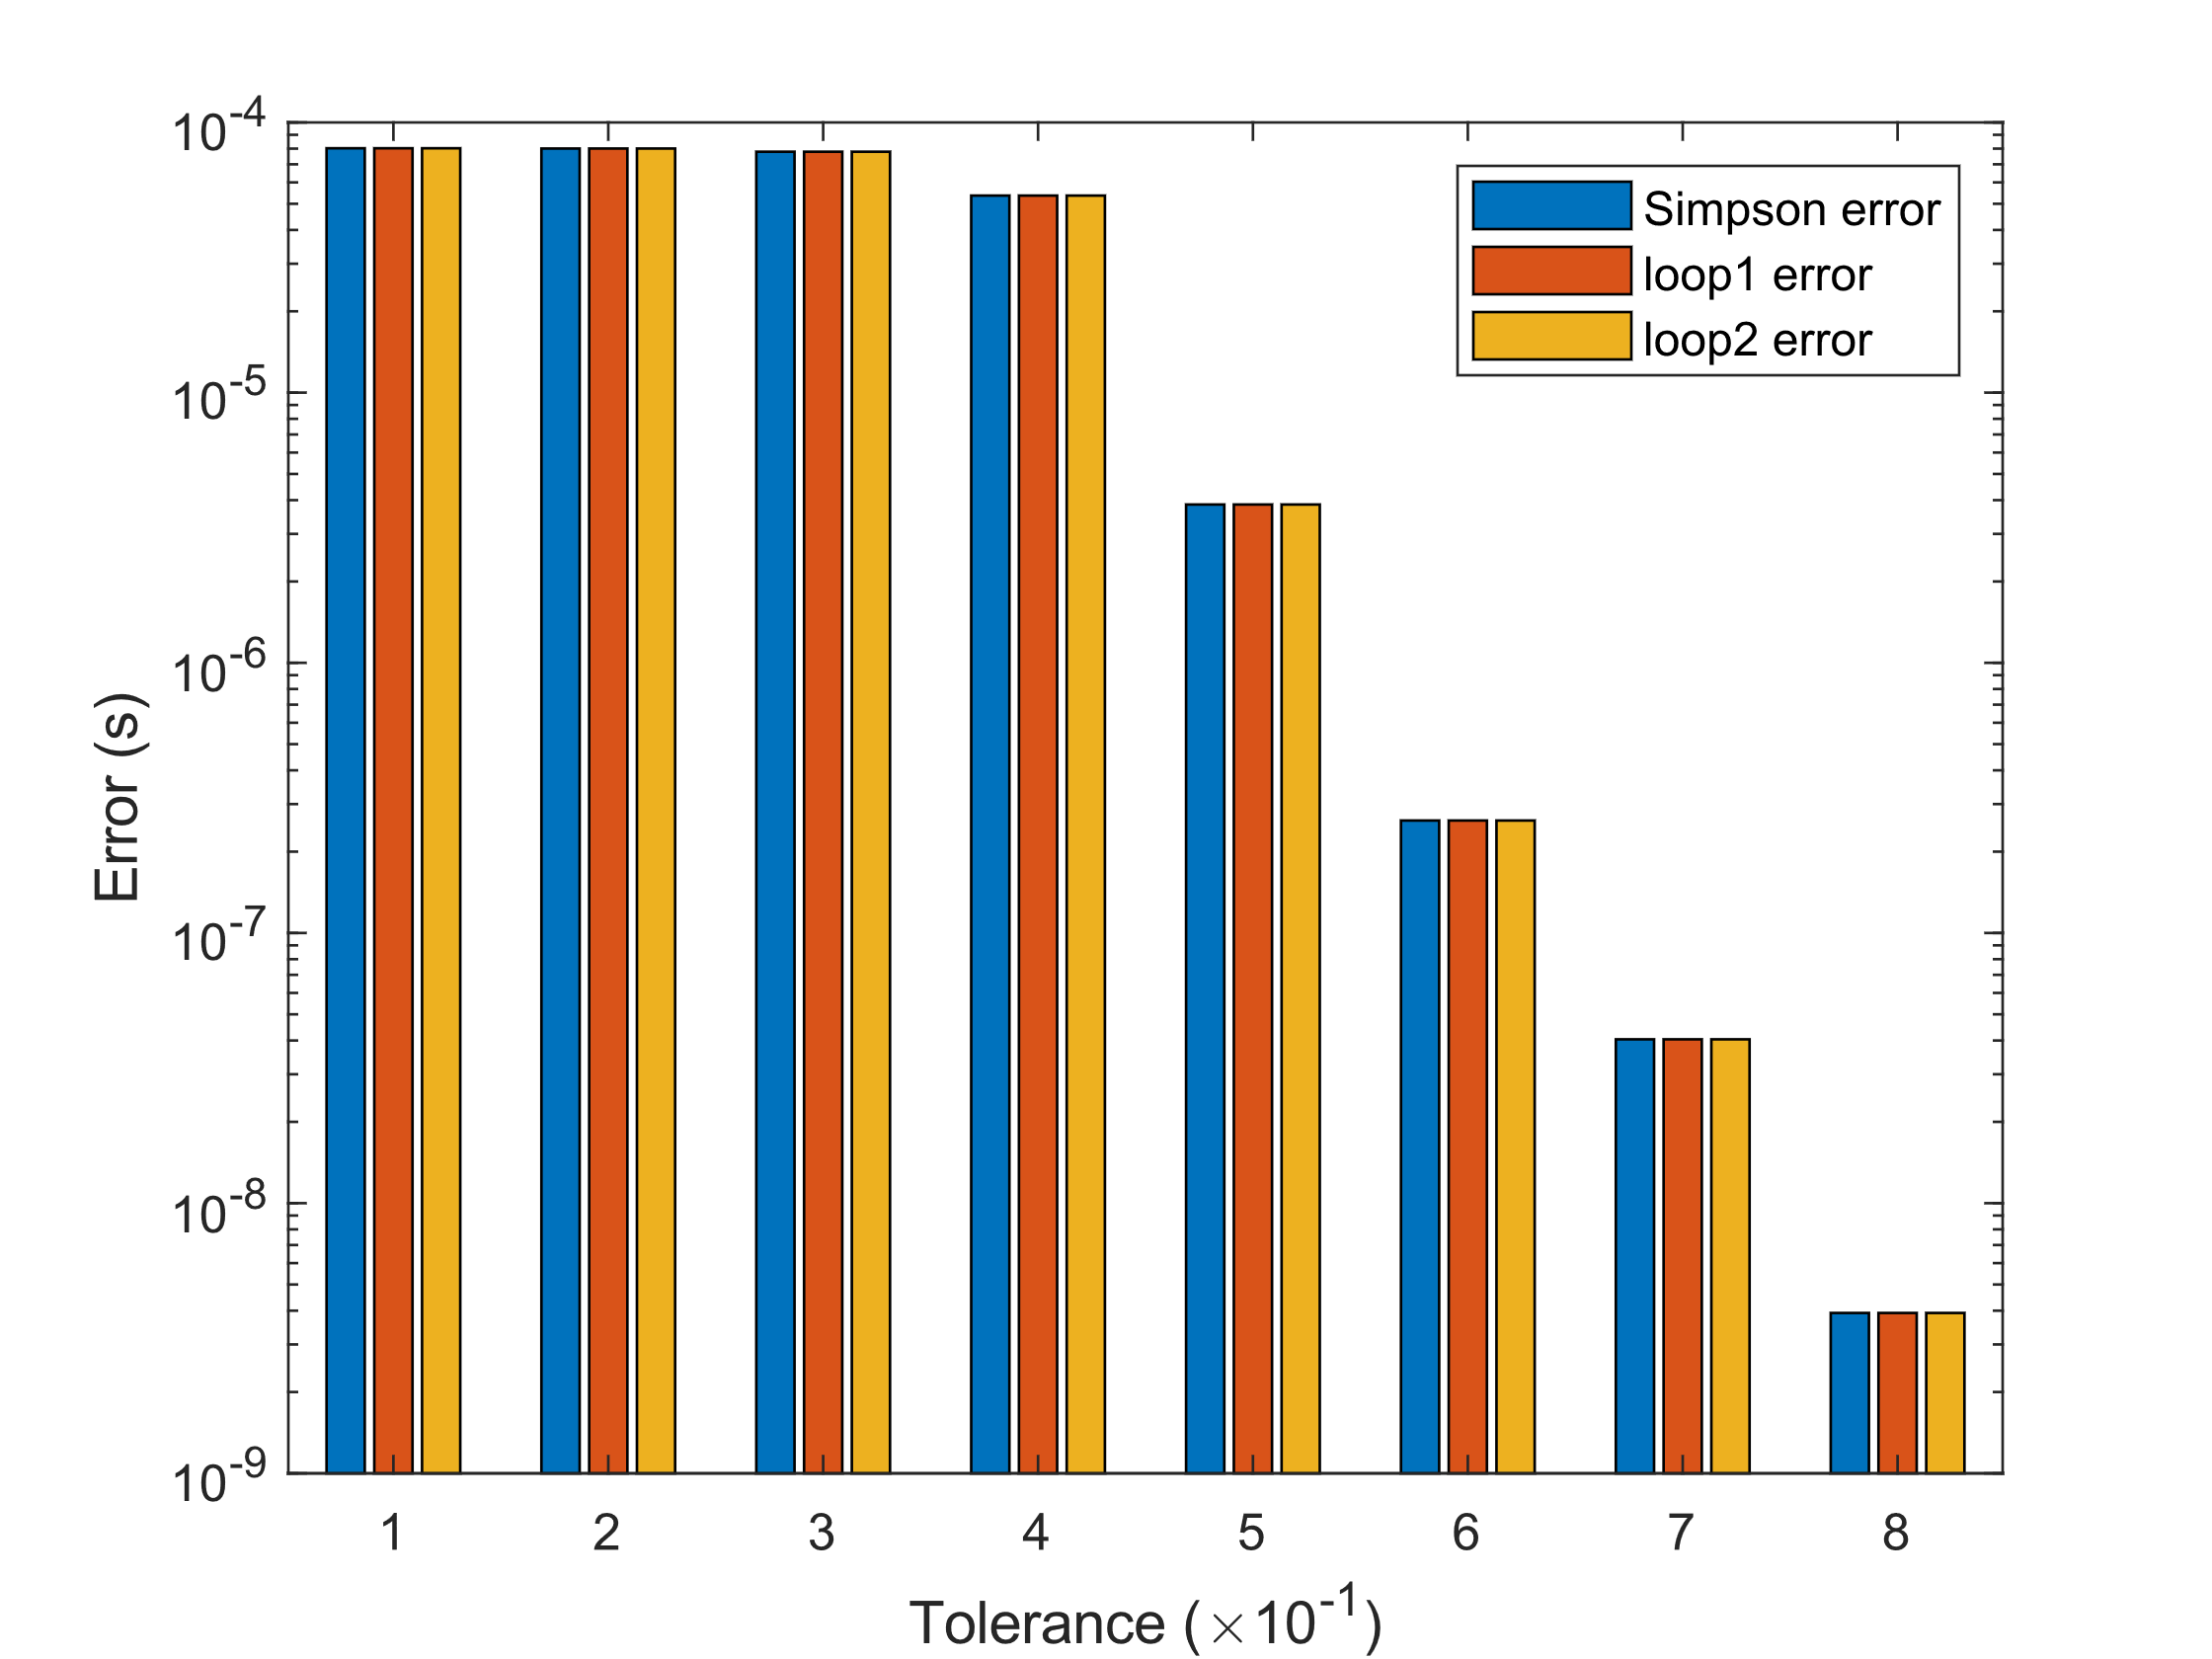 10^-4
10^-5
10^-6
10^-7
10^-8
10^-9
Error (s)
Simpson error
loop1 error
loop2 error
1 2 3 4 5 6 7 8
Tolerance (×10^-1)